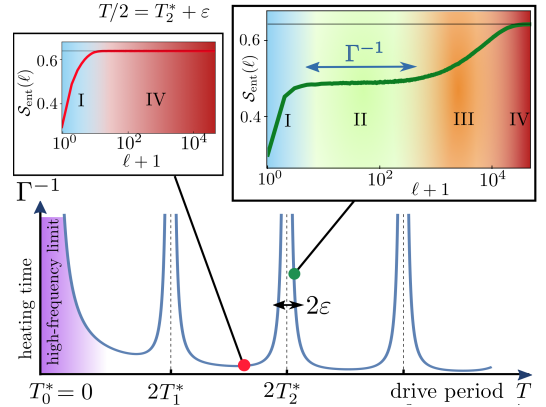 T/2 = T₂* + ε
S_ent(ℓ)
0.6
0.4
I
IV
10⁰
10²
10⁴
ℓ + 1
S_ent(ℓ)
0.6
0.4
Γ⁻¹
I
II
III
IV
10⁰
10²
10⁴
ℓ + 1
Γ⁻¹
heating time
high-frequency limit
2ε
T₀* = 0
2T₁*
2T₂*
drive period T